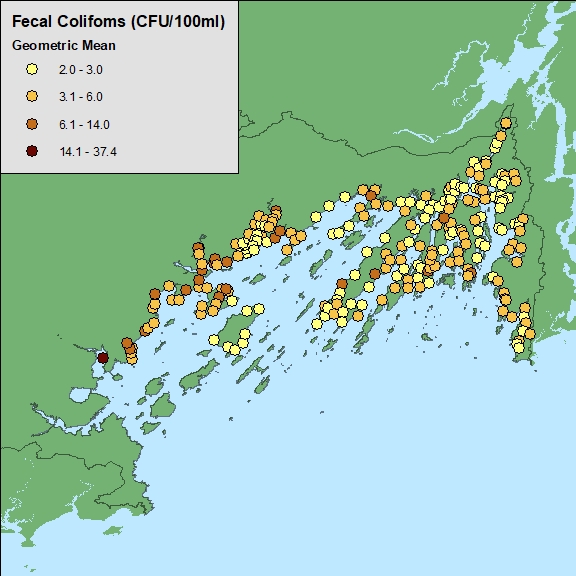 Fecal Colifoms (CFU/100ml)
Geometric Mean
2.0 - 3.0
3.1 - 6.0
6.1 - 14.0
14.1 - 37.4